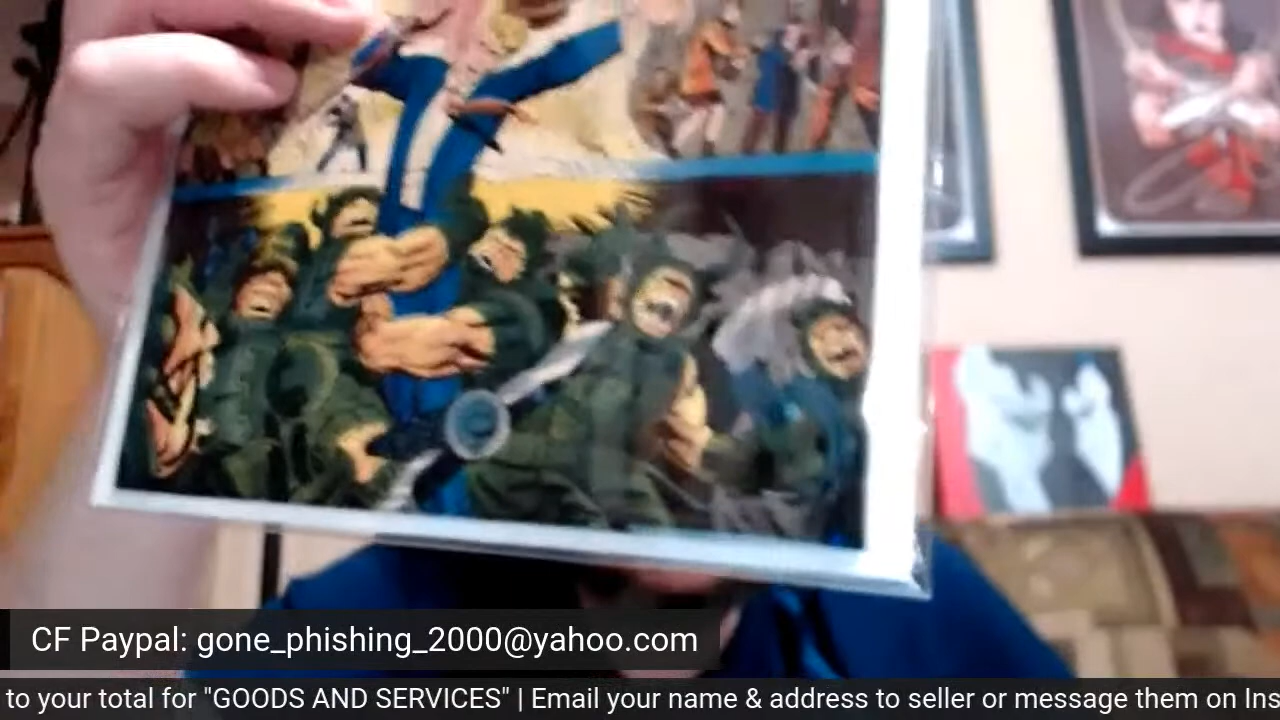 CF Paypal: gone_phishing_2000@yahoo.com
to your total for "GOODS AND SERVICES" | Email your name & address to seller or message them on Ins